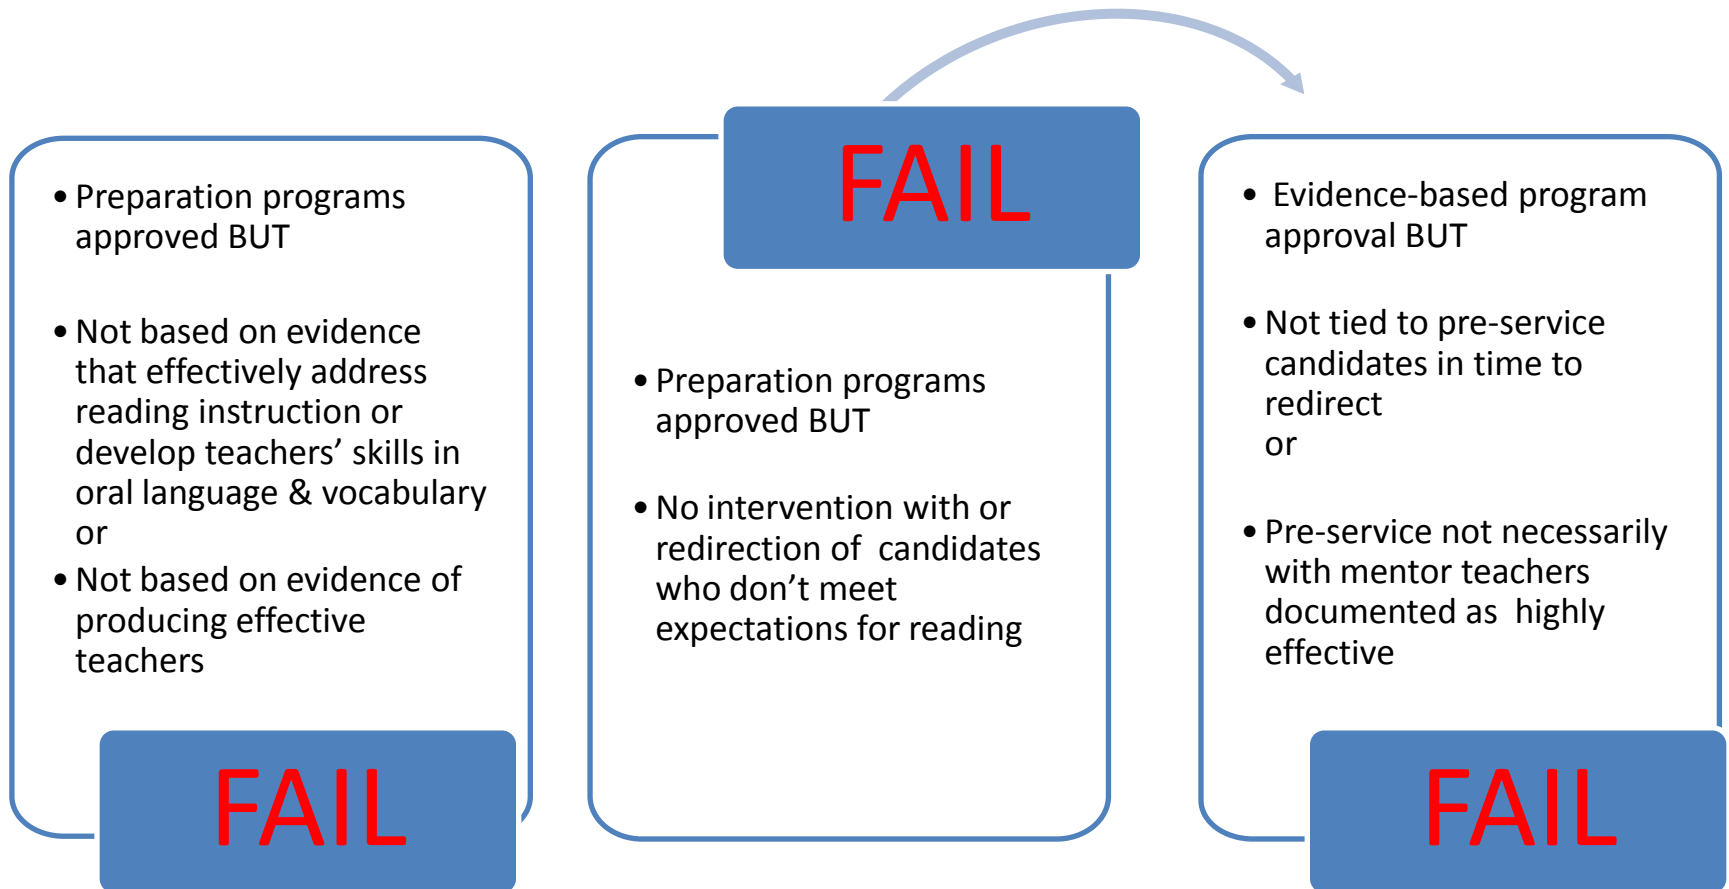 • Preparation programs
approved BUT
• Not based on evidence
that effectively address
reading instruction or
develop teachers’ skills in
oral language & vocabulary
or
• Not based on evidence of
producing effective
teachers
FAIL
FAIL
• Preparation programs
approved BUT
• No intervention with or
redirection of candidates
who don’t meet
expectations for reading
• Evidence-based program
approval BUT
• Not tied to pre-service
candidates in time to
redirect
or
• Pre-service not necessarily
with mentor teachers
documented as highly
effective
FAIL